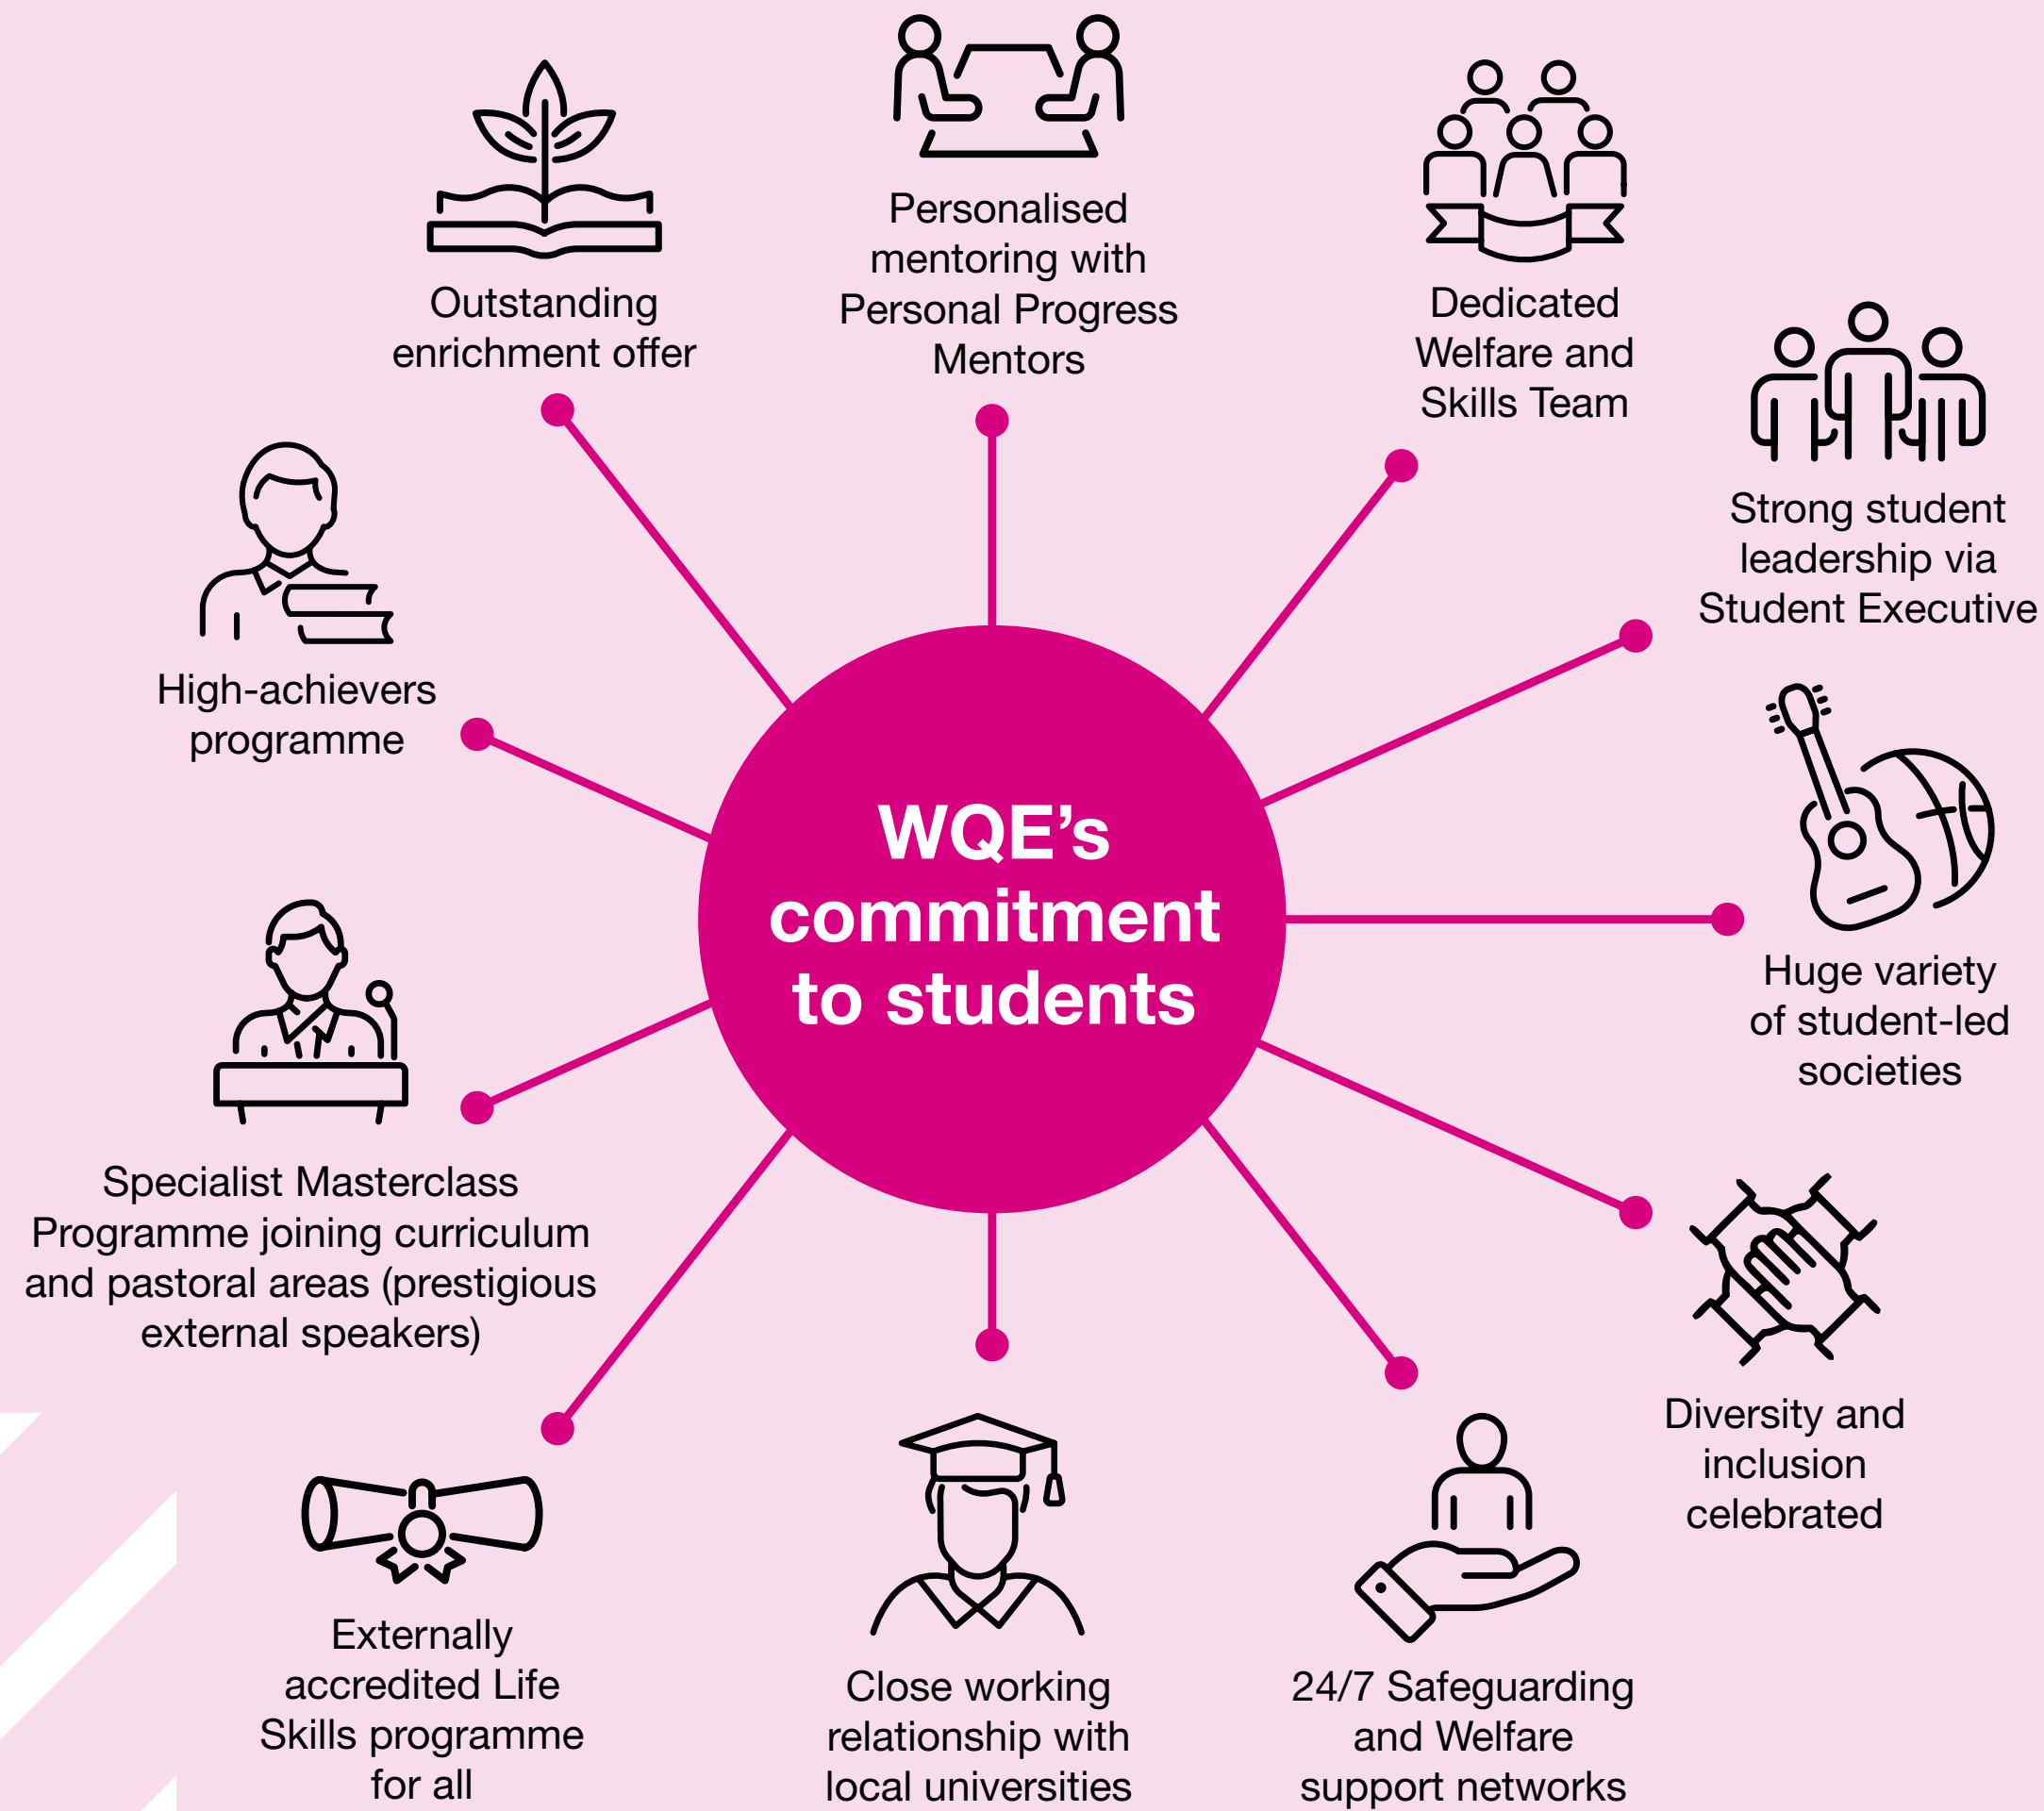 WQE’s
commitment
to students
Personalised
mentoring with
Personal Progress
Mentors
Dedicated
Welfare and
Skills Team
Strong student
leadership via
Student Executive
Huge variety
of student-led
societies
Diversity and
inclusion
celebrated
24/7 Safeguarding
and Welfare
support networks
Close working
relationship with
local universities
Externally
accredited Life
Skills programme
for all
Specialist Masterclass
Programme joining curriculum
and pastoral areas (prestigious
external speakers)
High-achievers
programme
Outstanding
enrichment offer